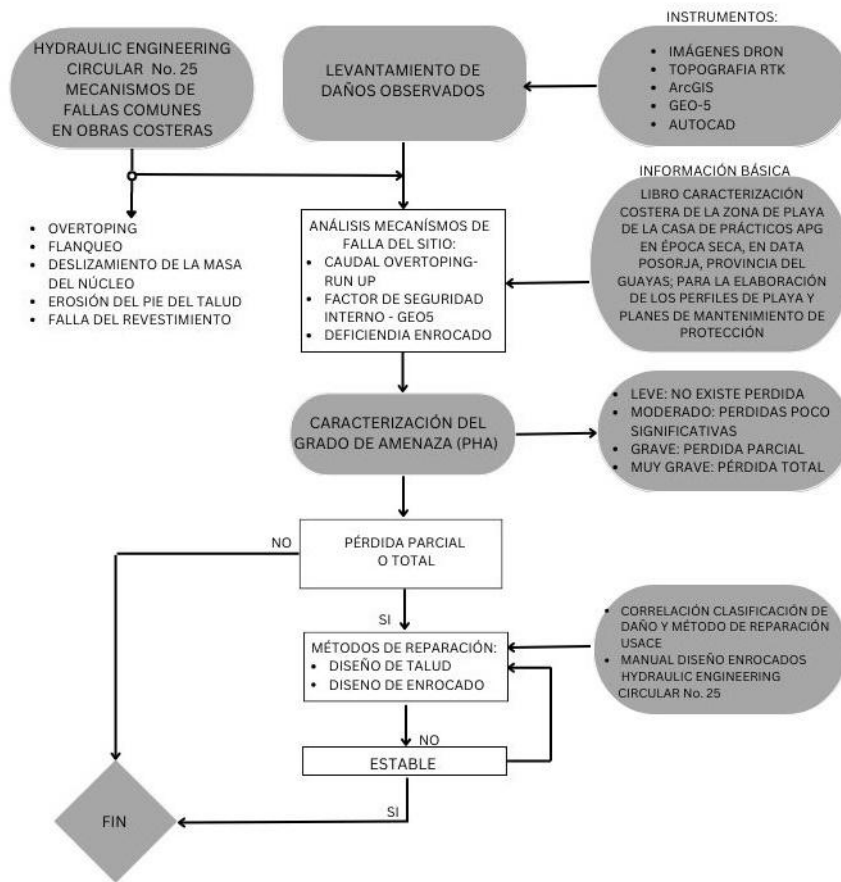 HYDRAULIC ENGINEERING
CIRCULAR No. 25
MECANISMOS DE
FALLAS COMUNES
EN OBRAS COSTERAS
LEVANTAMIENTO DE
DAÑOS OBSERVADOS
INSTRUMENTOS:
• IMÁGENES DRON
• TOPOGRAFIA RTK
• ArcGIS
• GEO-5
• AUTOCAD
• OVERTOPING
• FLANQUEO
• DESLIZAMIENTO DE LA MASA
DEL NÚCLEO
• EROSIÓN DEL PIE DEL TALUD
• FALLA DEL REVESTIMIENTO
ANÁLISIS MECANÍSMOS DE
FALLA DEL SITIO:
• CAUDAL OVERTOPING-
RUN UP
• FACTOR DE SEGURIDAD
INTERNO - GEO5
• DEFICIENDIA ENROCADO
INFORMACIÓN BÁSICA
LIBRO CARACTERIZACIÓN
COSTERA DE LA ZONA DE PLAYA
DE LA CASA DE PRÁCTICOS APG
EN ÉPOCA SECA, EN DATA
POSORJA, PROVINCIA DEL
GUAYAS; PARA LA ELABORACIÓN
DE LOS PERFILES DE PLAYA Y
PLANES DE MANTENIMIENTO DE
PROTECCIÓN
CARACTERIZACIÓN DEL
GRADO DE AMENAZA (PHA)
• LEVE: NO EXISTE PERDIDA
• MODERADO: PERDIDAS POCO
SIGNIFICATIVAS
• GRAVE: PERDIDA PARCIAL
• MUY GRAVE: PÉRDIDA TOTAL
NO
PÉRDIDA PARCIAL
O TOTAL
SI
MÉTODOS DE REPARACIÓN:
• DISEÑO DE TALUD
• DISENO DE ENROCADO
• CORRELACIÓN CLASIFICACIÓN DE
DAÑO Y MÉTODO DE REPARACIÓN
USACE
• MANUAL DISEÑO ENROCADOS
HYDRAULIC ENGINEERING
CIRCULAR No. 25
NO
ESTABLE
SI
FIN